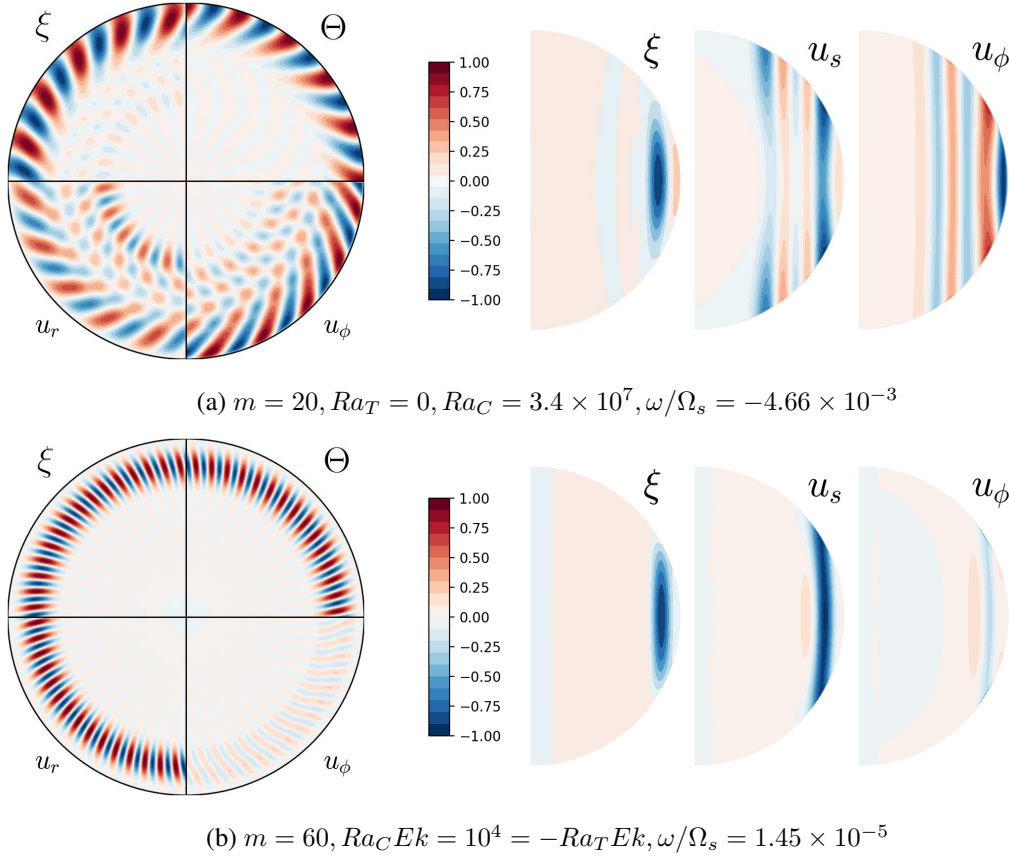 ξ Θ
u_r u_ϕ
1.00
0.75
0.50
0.25
0.00
−0.25
−0.50
−0.75
−1.00
ξ u_s u_ϕ
(a) m = 20, Ra_T = 0, Ra_C = 3.4 × 10^7, ω/Ω_s = −4.66 × 10^−3
ξ Θ
u_r u_ϕ
1.00
0.75
0.50
0.25
0.00
−0.25
−0.50
−0.75
−1.00
ξ u_s u_ϕ
(b) m = 60, Ra_C Ek = 10^4 = −Ra_T Ek, ω/Ω_s = 1.45 × 10^−5